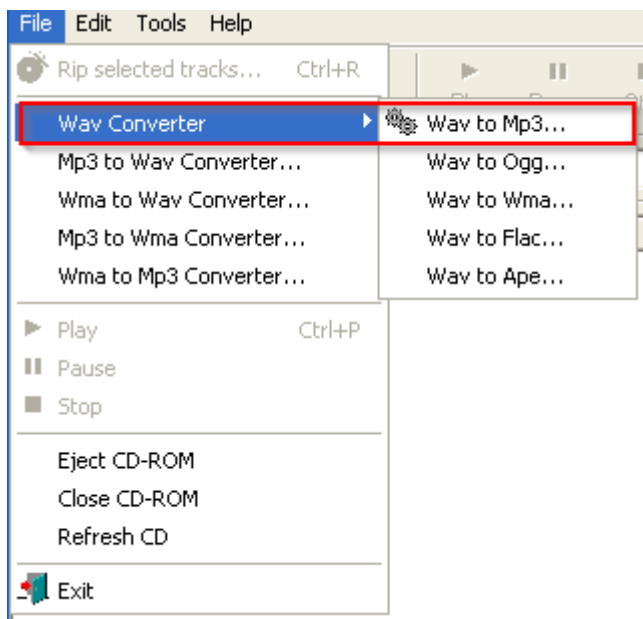 File Edit Tools Help
Rip selected tracks... Ctrl+R
Wav Converter
Mp3 to Wav Converter...
Wma to Wav Converter...
Mp3 to Wma Converter...
Wma to Mp3 Converter...
Play Ctrl+P
Pause
Stop
Eject CD-ROM
Close CD-ROM
Refresh CD
Exit
Wav to Mp3...
Wav to Ogg...
Wav to Wma...
Wav to Flac...
Wav to Ape...